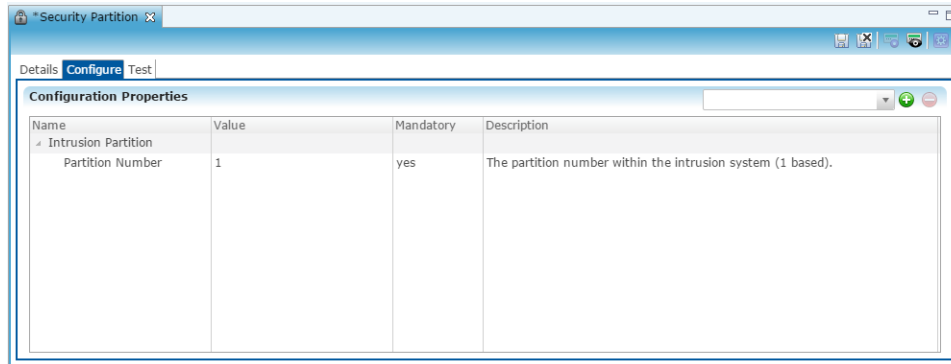 *Security Partition
Details Configure Test
Configuration Properties
Name Value Mandatory Description
Intrusion Partition
Partition Number 1 yes The partition number within the intrusion system (1 based).